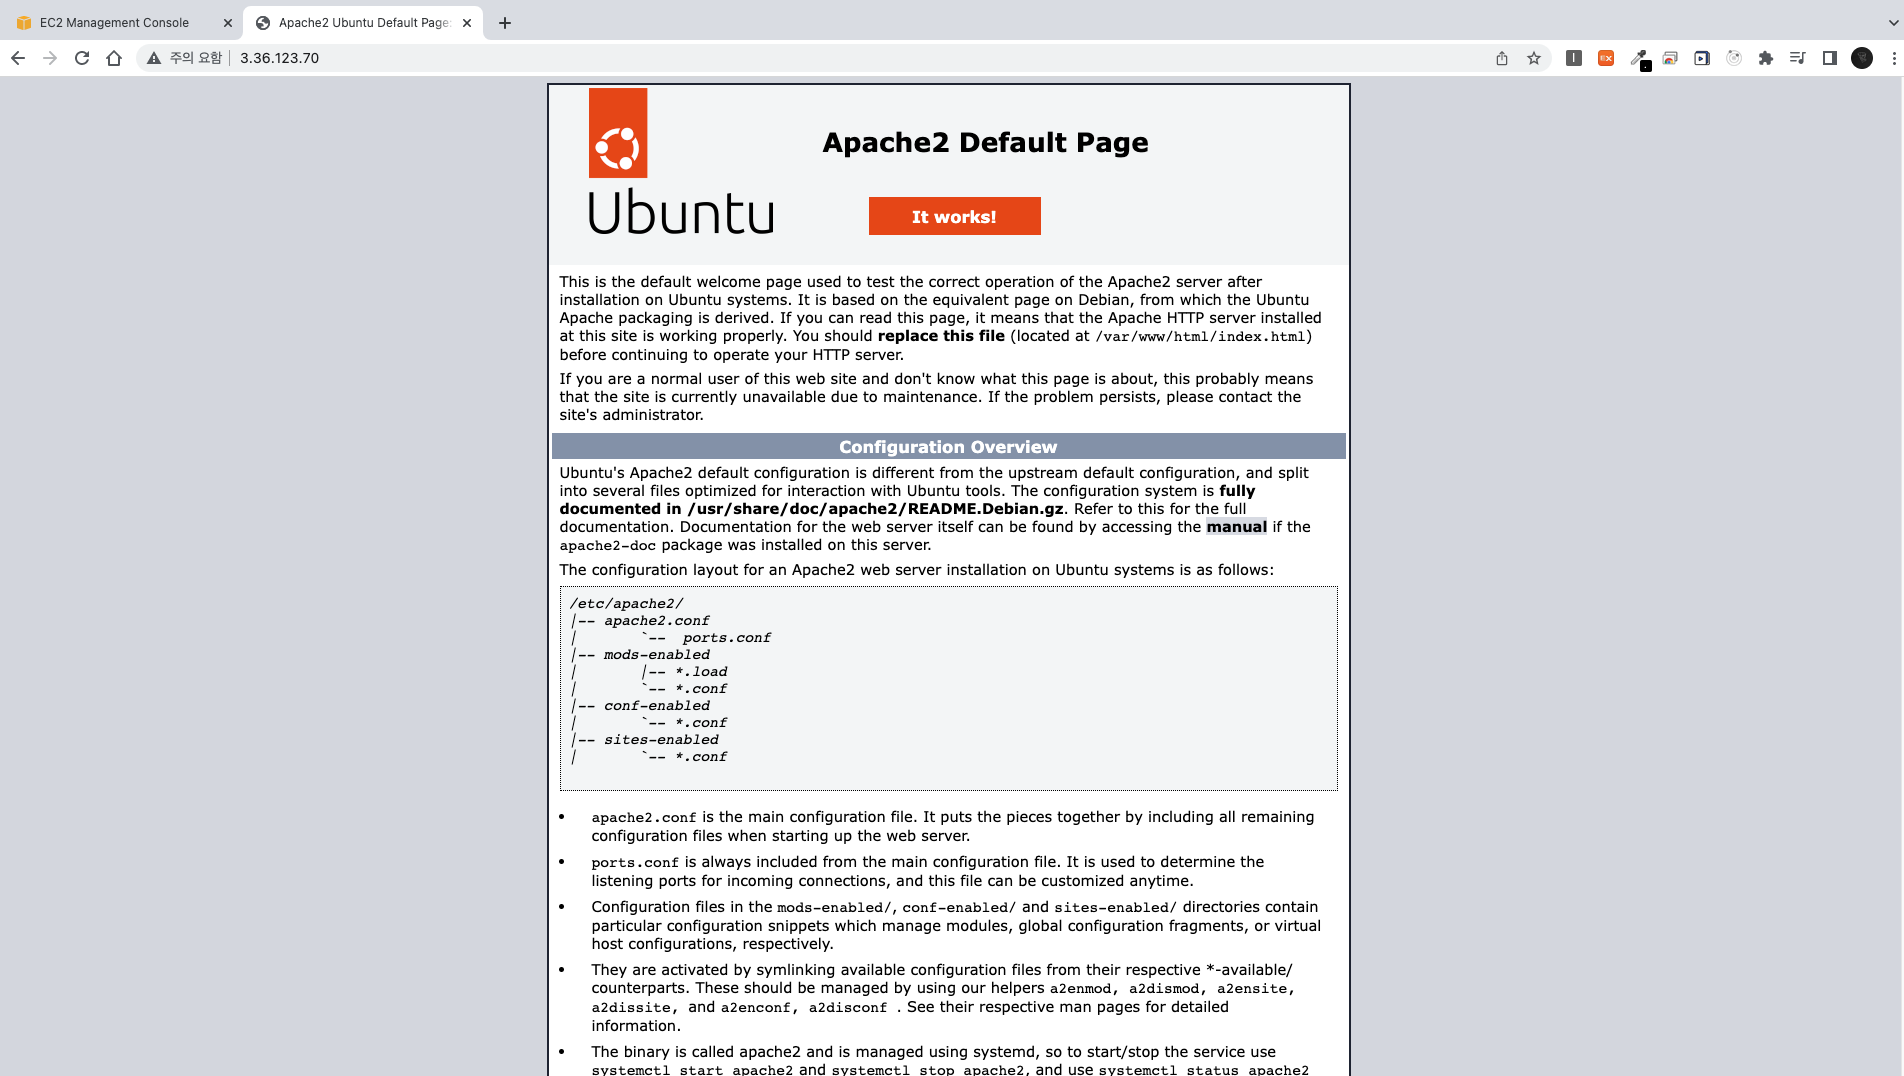 EC2 Management Console
Apache2 Ubuntu Default Page:
주의 요함
3.36.123.70
Apache2 Default Page
Ubuntu
It works!
This is the default welcome page used to test the correct operation of the Apache2 server after
installation on Ubuntu systems. It is based on the equivalent page on Debian, from which the Ubuntu
Apache packaging is derived. If you can read this page, it means that the Apache HTTP server installed
at this site is working properly. You should replace this file (located at /var/www/html/index.html)
before continuing to operate your HTTP server.
If you are a normal user of this web site and don't know what this page is about, this probably means
that the site is currently unavailable due to maintenance. If the problem persists, please contact the
site's administrator.
Configuration Overview
Ubuntu's Apache2 default configuration is different from the upstream default configuration, and split
into several files optimized for interaction with Ubuntu tools. The configuration system is fully
documented in /usr/share/doc/apache2/README.Debian.gz. Refer to this for the full
documentation. Documentation for the web server itself can be found by accessing the manual if the
apache2-doc package was installed on this server.
The configuration layout for an Apache2 web server installation on Ubuntu systems is as follows:
/etc/apache2/
|-- apache2.conf
|       `--  ports.conf
|-- mods-enabled
|       |-- *.load
|       `-- *.conf
|-- conf-enabled
|       `-- *.conf
|-- sites-enabled
|       `-- *.conf
• apache2.conf is the main configuration file. It puts the pieces together by including all remaining
configuration files when starting up the web server.
• ports.conf is always included from the main configuration file. It is used to determine the
listening ports for incoming connections, and this file can be customized anytime.
• Configuration files in the mods-enabled/, conf-enabled/ and sites-enabled/ directories contain
particular configuration snippets which manage modules, global configuration fragments, or virtual
host configurations, respectively.
• They are activated by symlinking available configuration files from their respective *-available/
counterparts. These should be managed by using our helpers a2enmod, a2dismod, a2ensite,
a2dissite, and a2enconf, a2disconf . See their respective man pages for detailed
information.
• The binary is called apache2 and is managed using systemd, so to start/stop the service use
systemctl start apache2 and systemctl stop apache2, and use systemctl status apache2